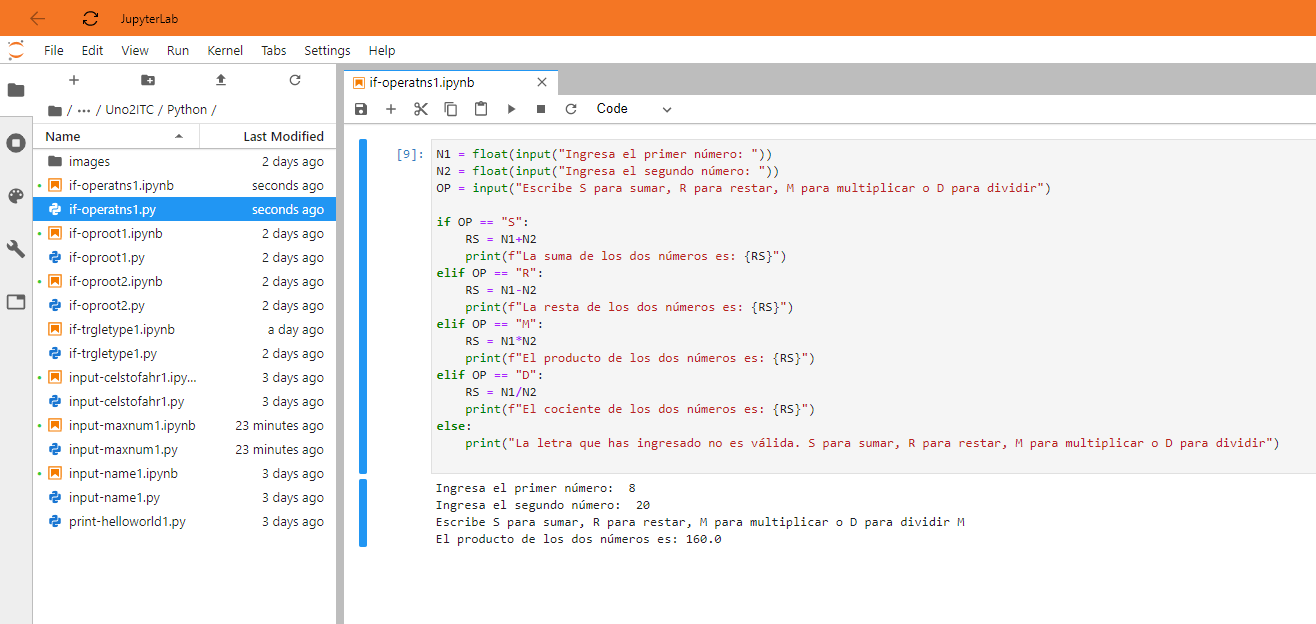 JupyterLab
File Edit View Run Kernel Tabs Settings Help
/ ··· / Uno2ITC / Python /
Name Last Modified
images 2 days ago
if-operatns1.ipynb seconds ago
if-operatns1.py seconds ago
if-oproot1.ipynb 2 days ago
if-oproot1.py 2 days ago
if-oproot2.ipynb 2 days ago
if-oproot2.py 2 days ago
if-trgletype1.ipynb a day ago
if-trgletype1.py 2 days ago
input-celstofahr1.ipy... 3 days ago
input-celstofahr1.py 3 days ago
input-maxnum1.ipynb 23 minutes ago
input-maxnum1.py 23 minutes ago
input-name1.ipynb 3 days ago
input-name1.py 3 days ago
print-helloworld1.py 3 days ago
if-operatns1.ipynb
Code
[9]:
N1 = float(input("Ingresa el primer número: "))
N2 = float(input("Ingresa el segundo número: "))
OP = input("Escribe S para sumar, R para restar, M para multiplicar o D para dividir")
if OP == "S":
    RS = N1+N2
    print(f"La suma de los dos números es: {RS}")
elif OP == "R":
    RS = N1-N2
    print(f"La resta de los dos números es: {RS}")
elif OP == "M":
    RS = N1*N2
    print(f"El producto de los dos números es: {RS}")
elif OP == "D":
    RS = N1/N2
    print(f"El cociente de los dos números es: {RS}")
else:
    print("La letra que has ingresado no es válida. S para sumar, R para restar, M para multiplicar o D para dividir")
Ingresa el primer número:  8
Ingresa el segundo número:  20
Escribe S para sumar, R para restar, M para multiplicar o D para dividir M
El producto de los dos números es: 160.0